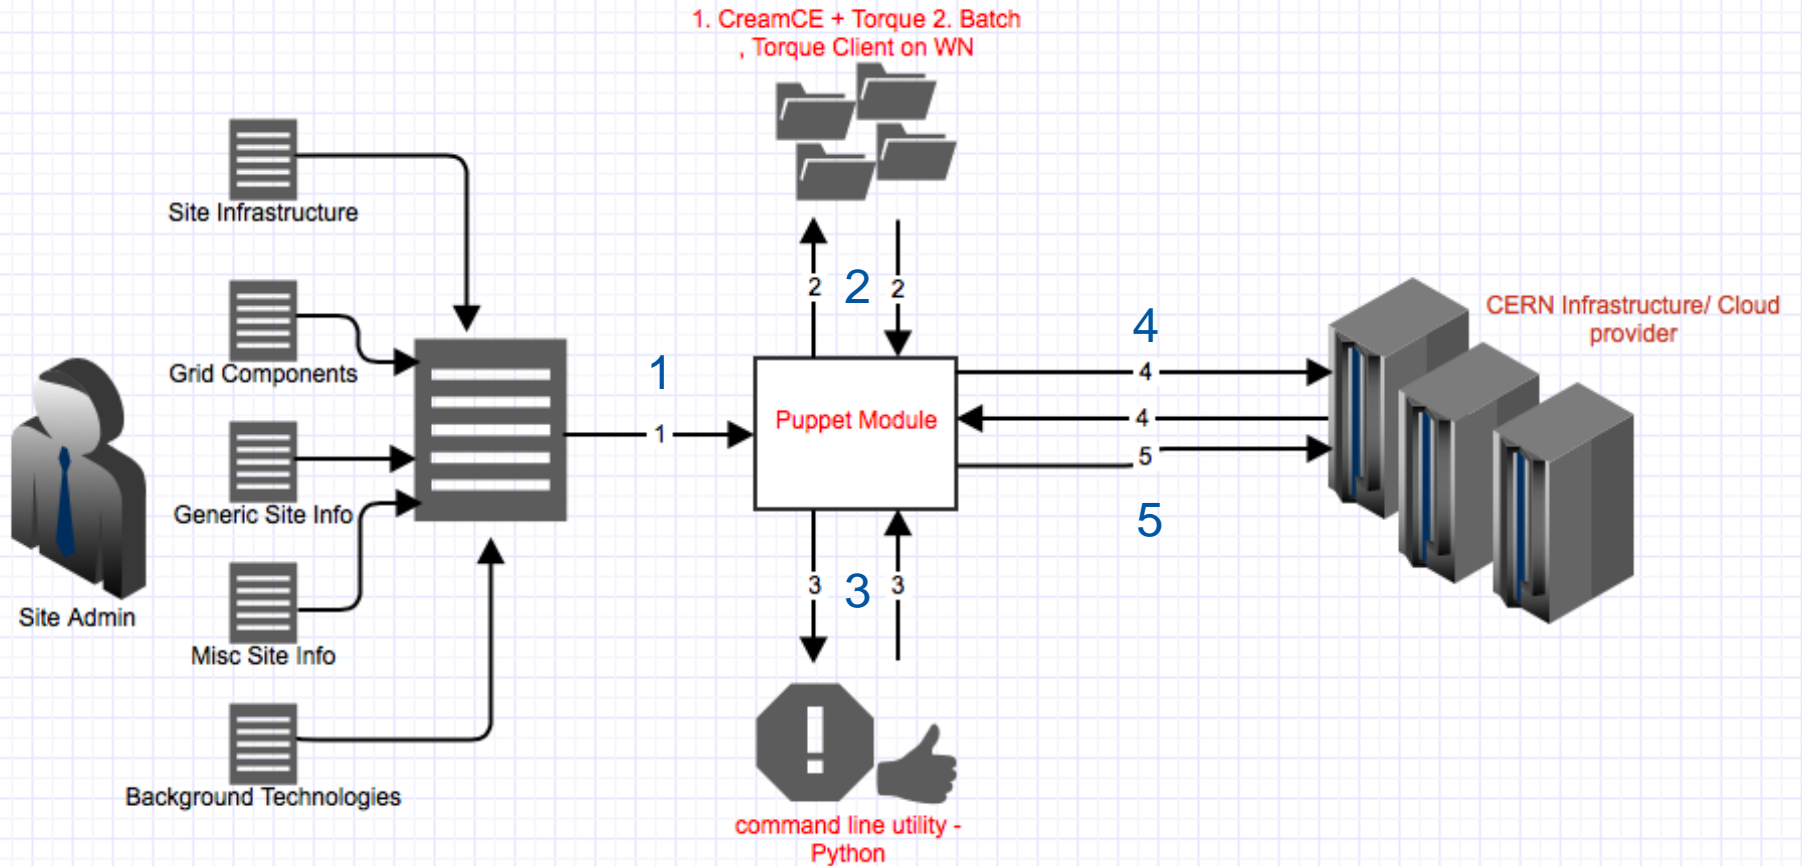 1. CreamCE + Torque 2. Batch
, Torque Client on WN
Site Infrastructure
Grid Components
Generic Site Info
Misc Site Info
Background Technologies
Site Admin
1
1
2
2
2
Puppet Module
3
3
3
4
4
4
5
5
CERN Infrastructure/ Cloud
provider
command line utility -
Python